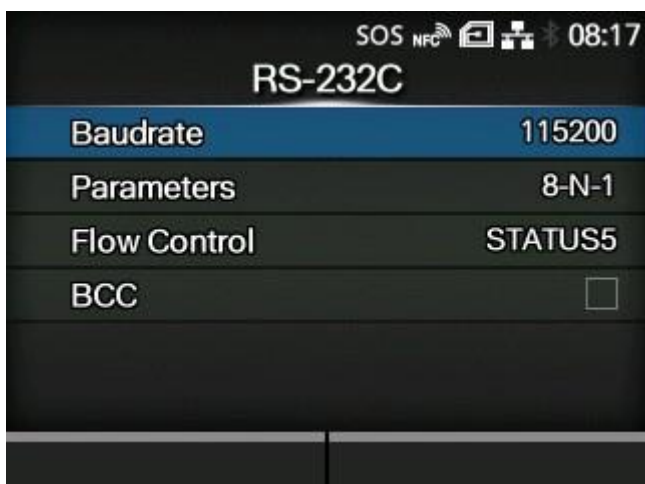 SOS NFC 08:17
RS-232C
Baudrate 115200
Parameters 8-N-1
Flow Control STATUS5
BCC